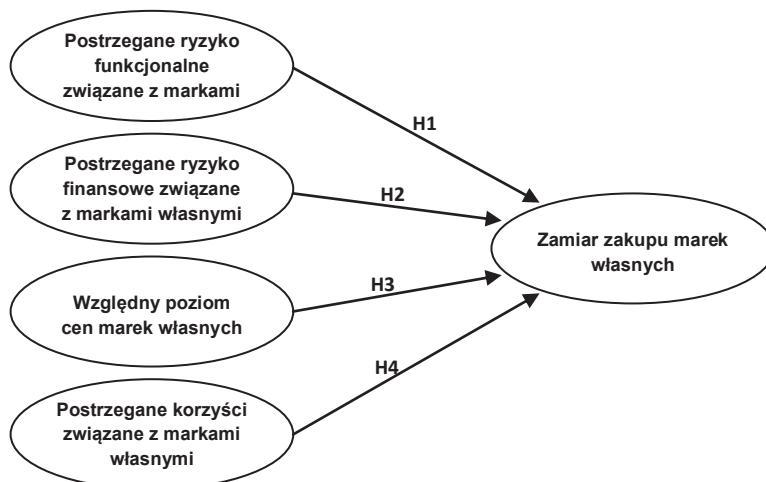 Postrzegane ryzyko
funkcjonalne
związane z markami
H1
Postrzegane ryzyko
finansowe związane
z markami własnymi
H2
Zamiar zakupu marek
własnych
Względny poziom
cen marek własnych
H3
H4
Postrzegane korzyści
związane z markami
własnymi